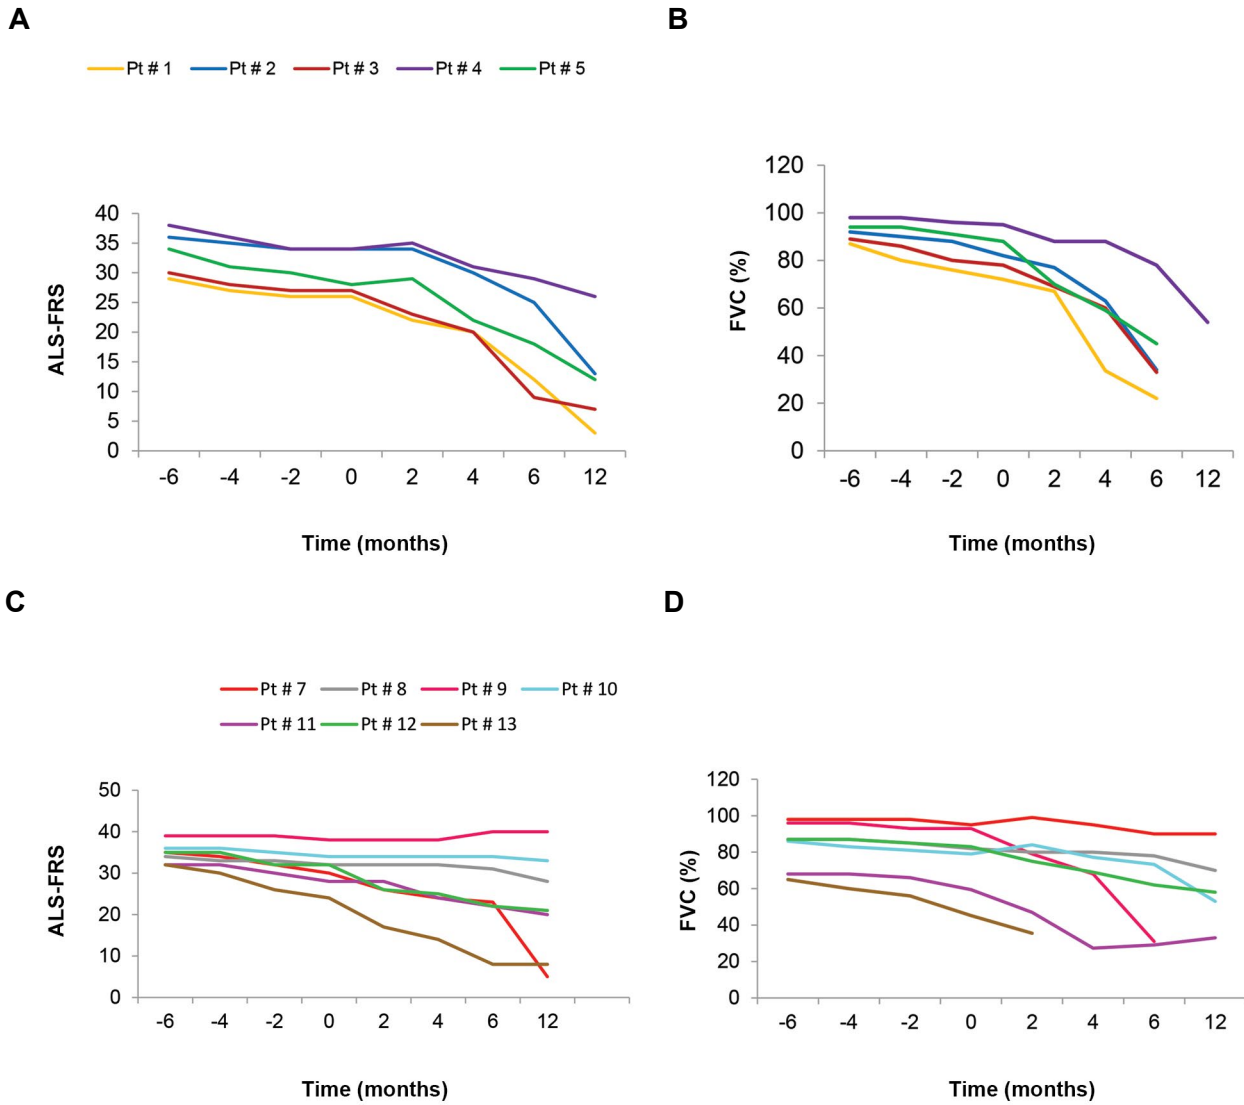 A
B
Pt # 1 Pt # 2 Pt # 3 Pt # 4 Pt # 5
ALS-FRS
40
35
30
25
20
15
10
5
0
-6 -4 -2 0 2 4 6 12
Time (months)
FVC (%)
120
100
80
60
40
20
0
-6 -4 -2 0 2 4 6 12
Time (months)
C
D
Pt # 7 Pt # 8 Pt # 9 Pt # 10
Pt # 11 Pt # 12 Pt # 13
ALS-FRS
50
40
30
20
10
0
-6 -4 -2 0 2 4 6 12
Time (months)
FVC (%)
120
100
80
60
40
20
0
-6 -4 -2 0 2 4 6 12
Time (months)